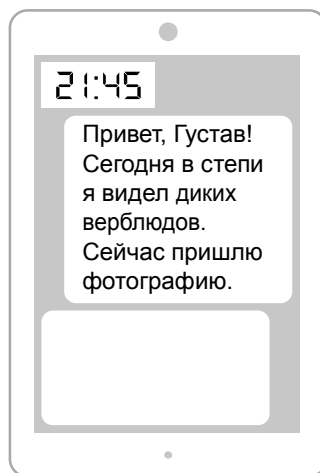 21:45
Привет, Густав!
Сегодня в степи
я видел диких
верблюдов.
Сейчас пришлю
фотографию.